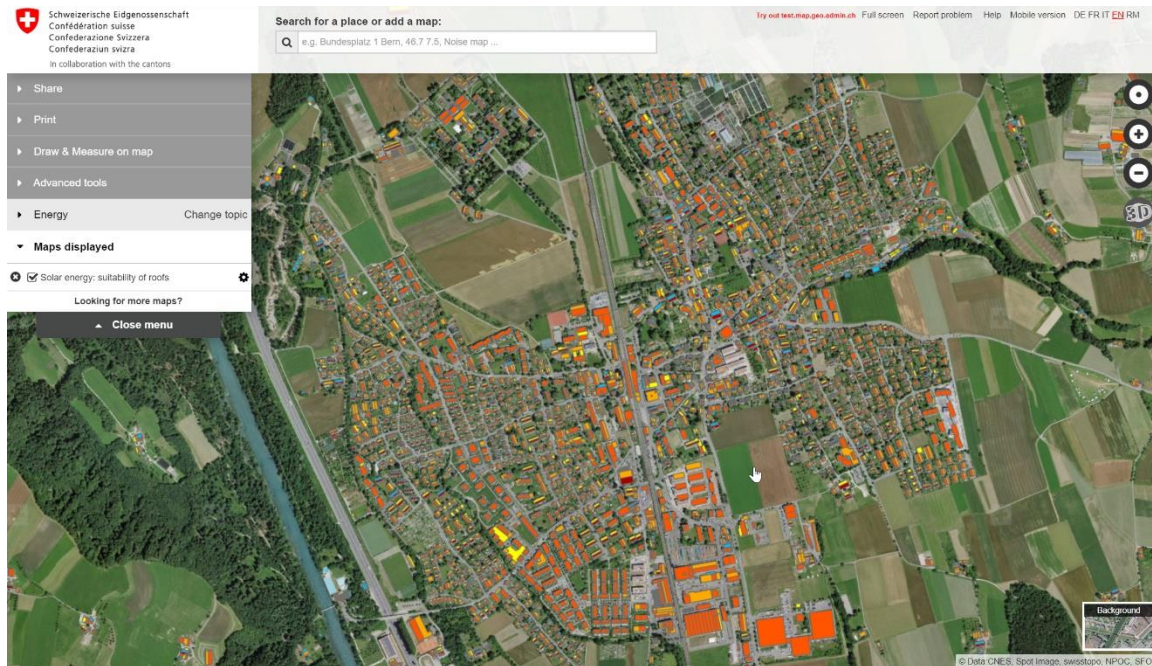 Schweizerische Eidgenossenschaft
Confédération suisse
Confederazione Svizzera
Confederaziun svizra
In collaboration with the cantons
Search for a place or add a map:
e.g. Bundesplatz 1 Bern, 46.7 7.5, Noise map ...
Try out test.map.geo.admin.ch Full screen Report problem Help Mobile version DE FR IT EN RM
Share
Print
Draw & Measure on map
Advanced tools
Energy Change topic
Maps displayed
Solar energy: suitability of roofs
Looking for more maps?
Close menu
3D
Background
© Data CNES, Spot Image, swisstopo, NPOC, SFO